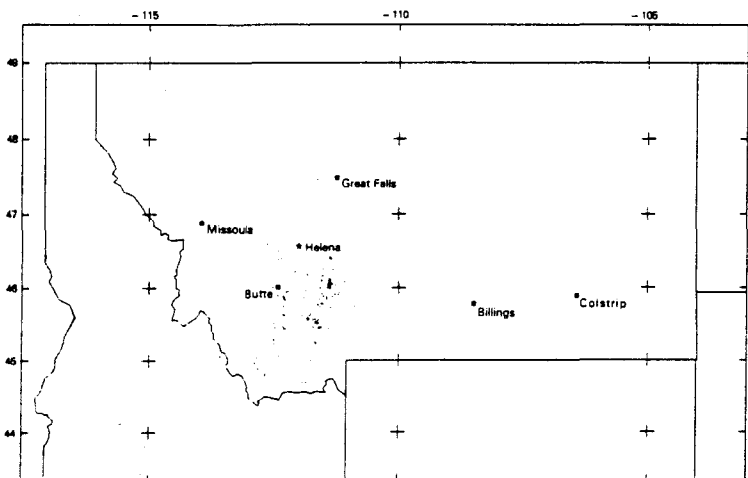 -115 -110 -105
49
48
Great Falls
47
Missoula
Helena
46
Butte
Billings
Colstrip
45
44